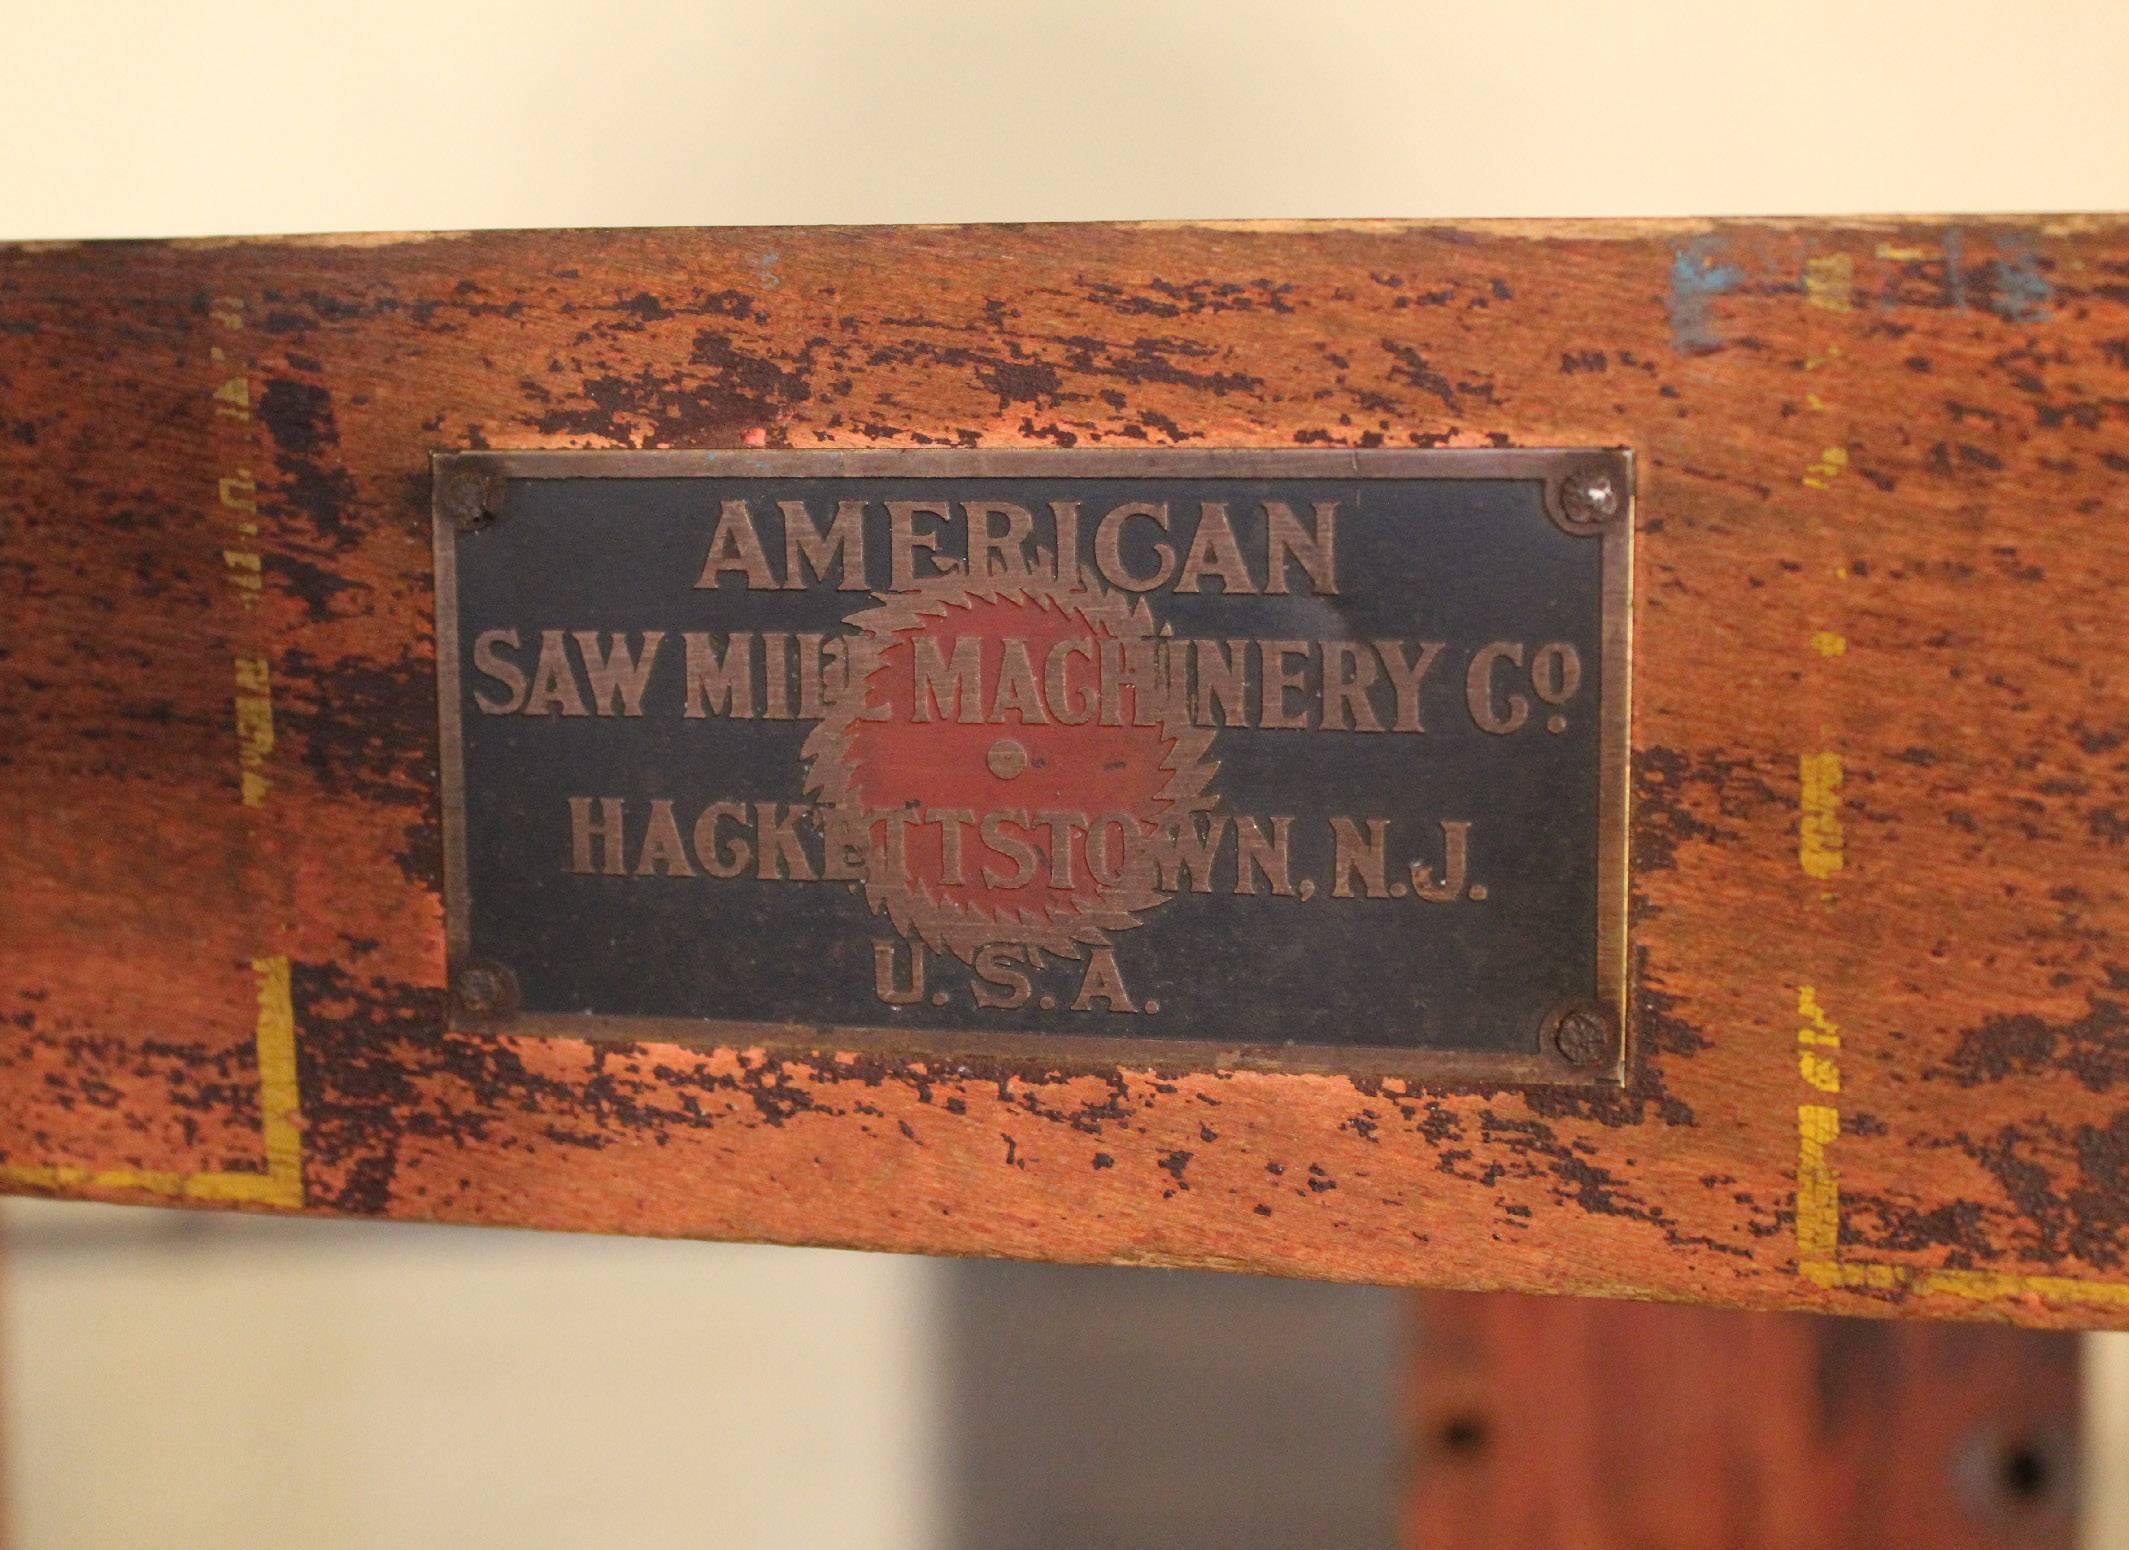 AMERICAN
SAW MILL MACHINERY CO.
HACKETTSTOWN, N.J.
U.S.A.